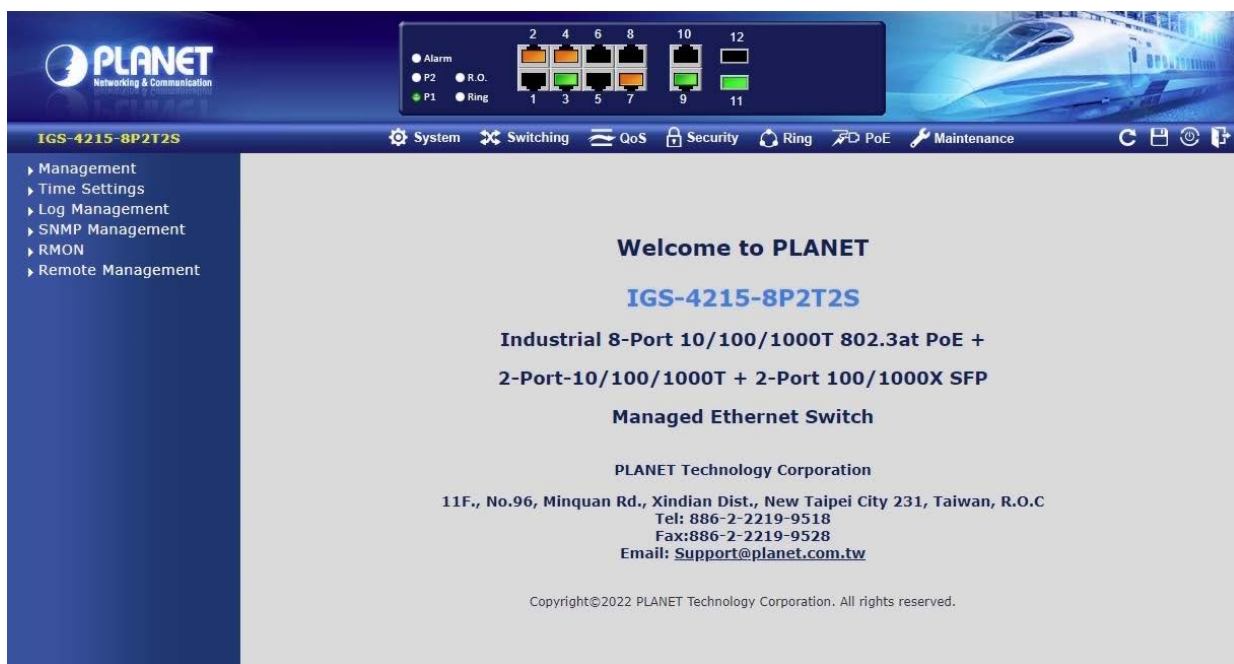 PLANET
Networking & Communication
2 4 6 8 10 12
Alarm
P2 R.O.
P1 Ring
1 3 5 7 9 11
IGS-4215-8P2T2S
System Switching QoS Security Ring PoE Maintenance
Management
Time Settings
Log Management
SNMP Management
RMON
Remote Management
Welcome to PLANET
IGS-4215-8P2T2S
Industrial 8-Port 10/100/1000T 802.3at PoE +
2-Port-10/100/1000T + 2-Port 100/1000X SFP
Managed Ethernet Switch
PLANET Technology Corporation
11F., No.96, Minquan Rd., Xindian Dist., New Taipei City 231, Taiwan, R.O.C
Tel: 886-2-2219-9518
Fax:886-2-2219-9528
Email: Support@planet.com.tw
Copyright©2022 PLANET Technology Corporation. All rights reserved.